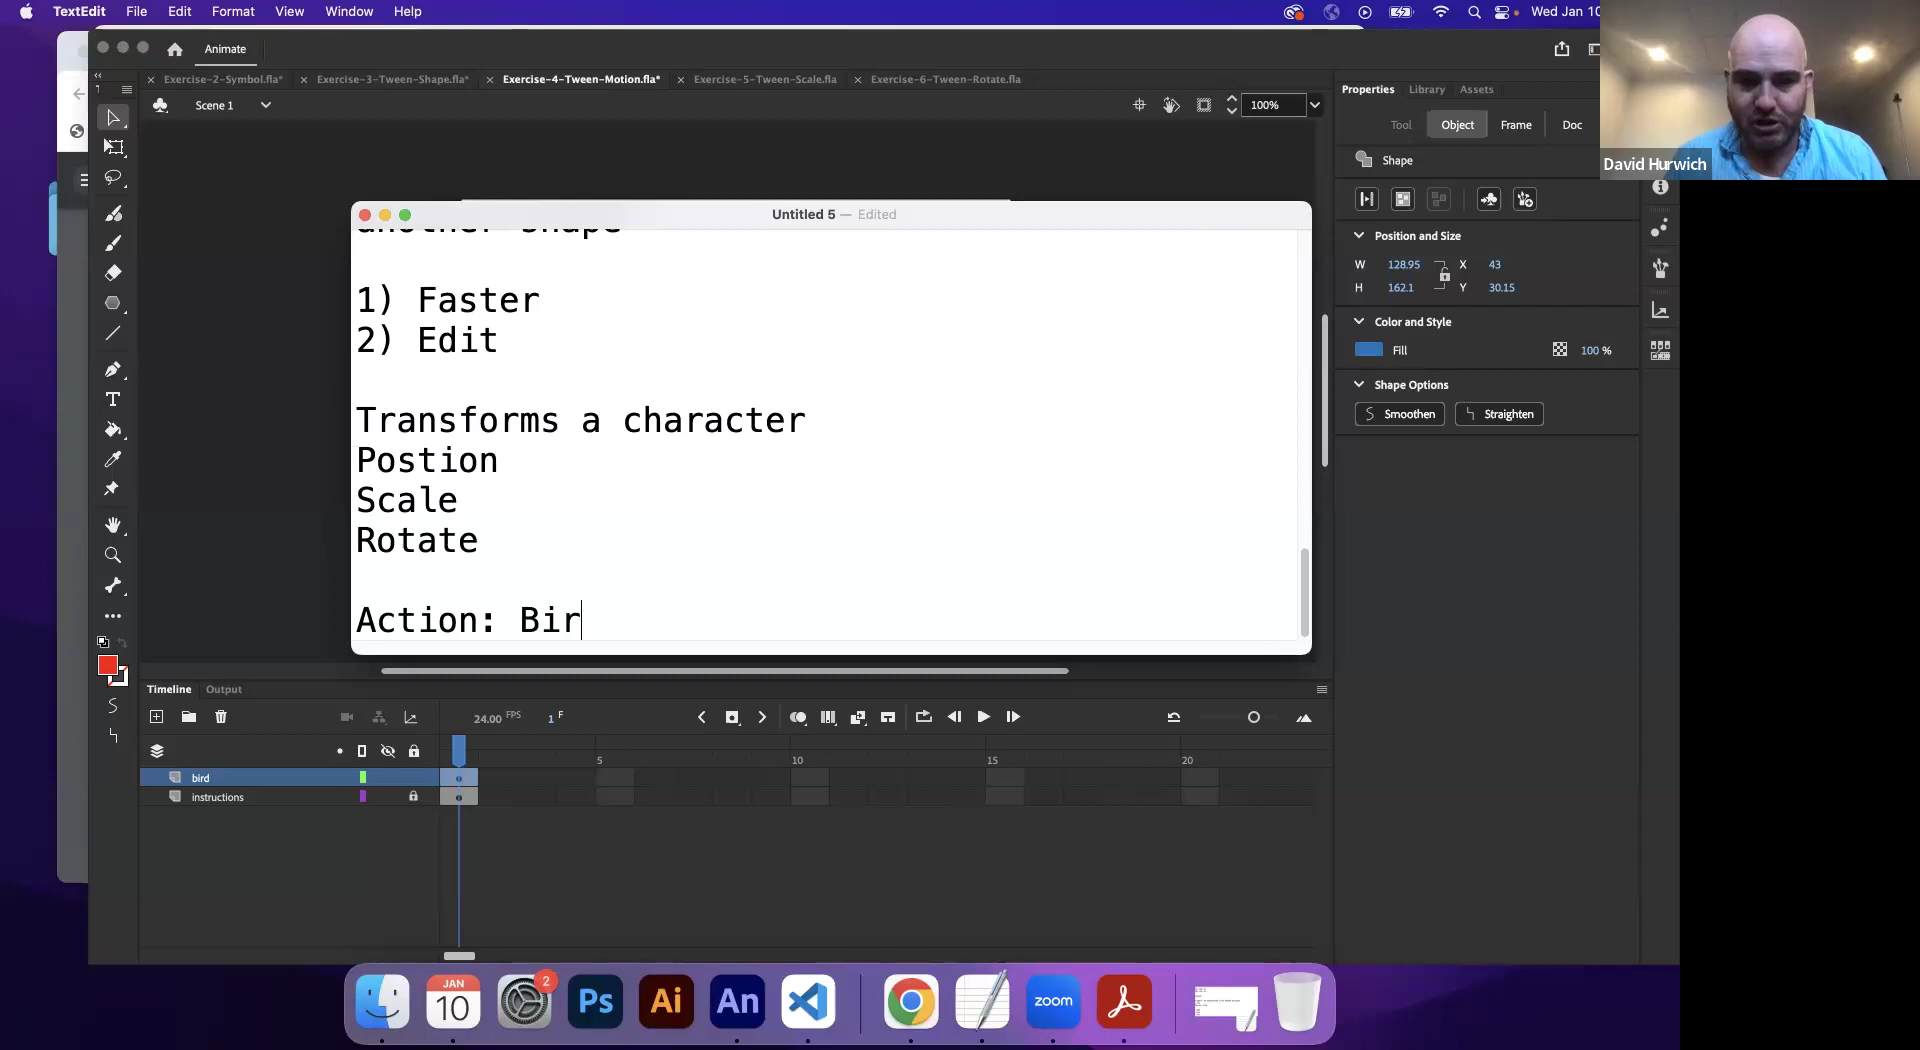 TextEdit File Edit Format View Window Help
Wed Jan 10
Animate
Exercise-2-Symbol.fla* Exercise-3-Tween-Shape.fla* Exercise-4-Tween-Motion.fla* Exercise-5-Tween-Scale.fla Exercise-6-Tween-Rotate.fla
Scene 1
100%
Properties Library Assets
Tool Object Frame Doc
Shape
Position and Size
W 128.95 X 43
H 162.1 Y 30.15
Color and Style
Fill 100 %
Shape Options
Smoothen Straighten
David Hurwich
Untitled 5 — Edited
another shape
1) Faster
2) Edit
Transforms a character
Postion
Scale
Rotate
Action: Bir
Timeline Output
24.00 FPS 1 F
5 10 15 20
bird
instructions
JAN
10
2
Ps
Ai
An
zoom